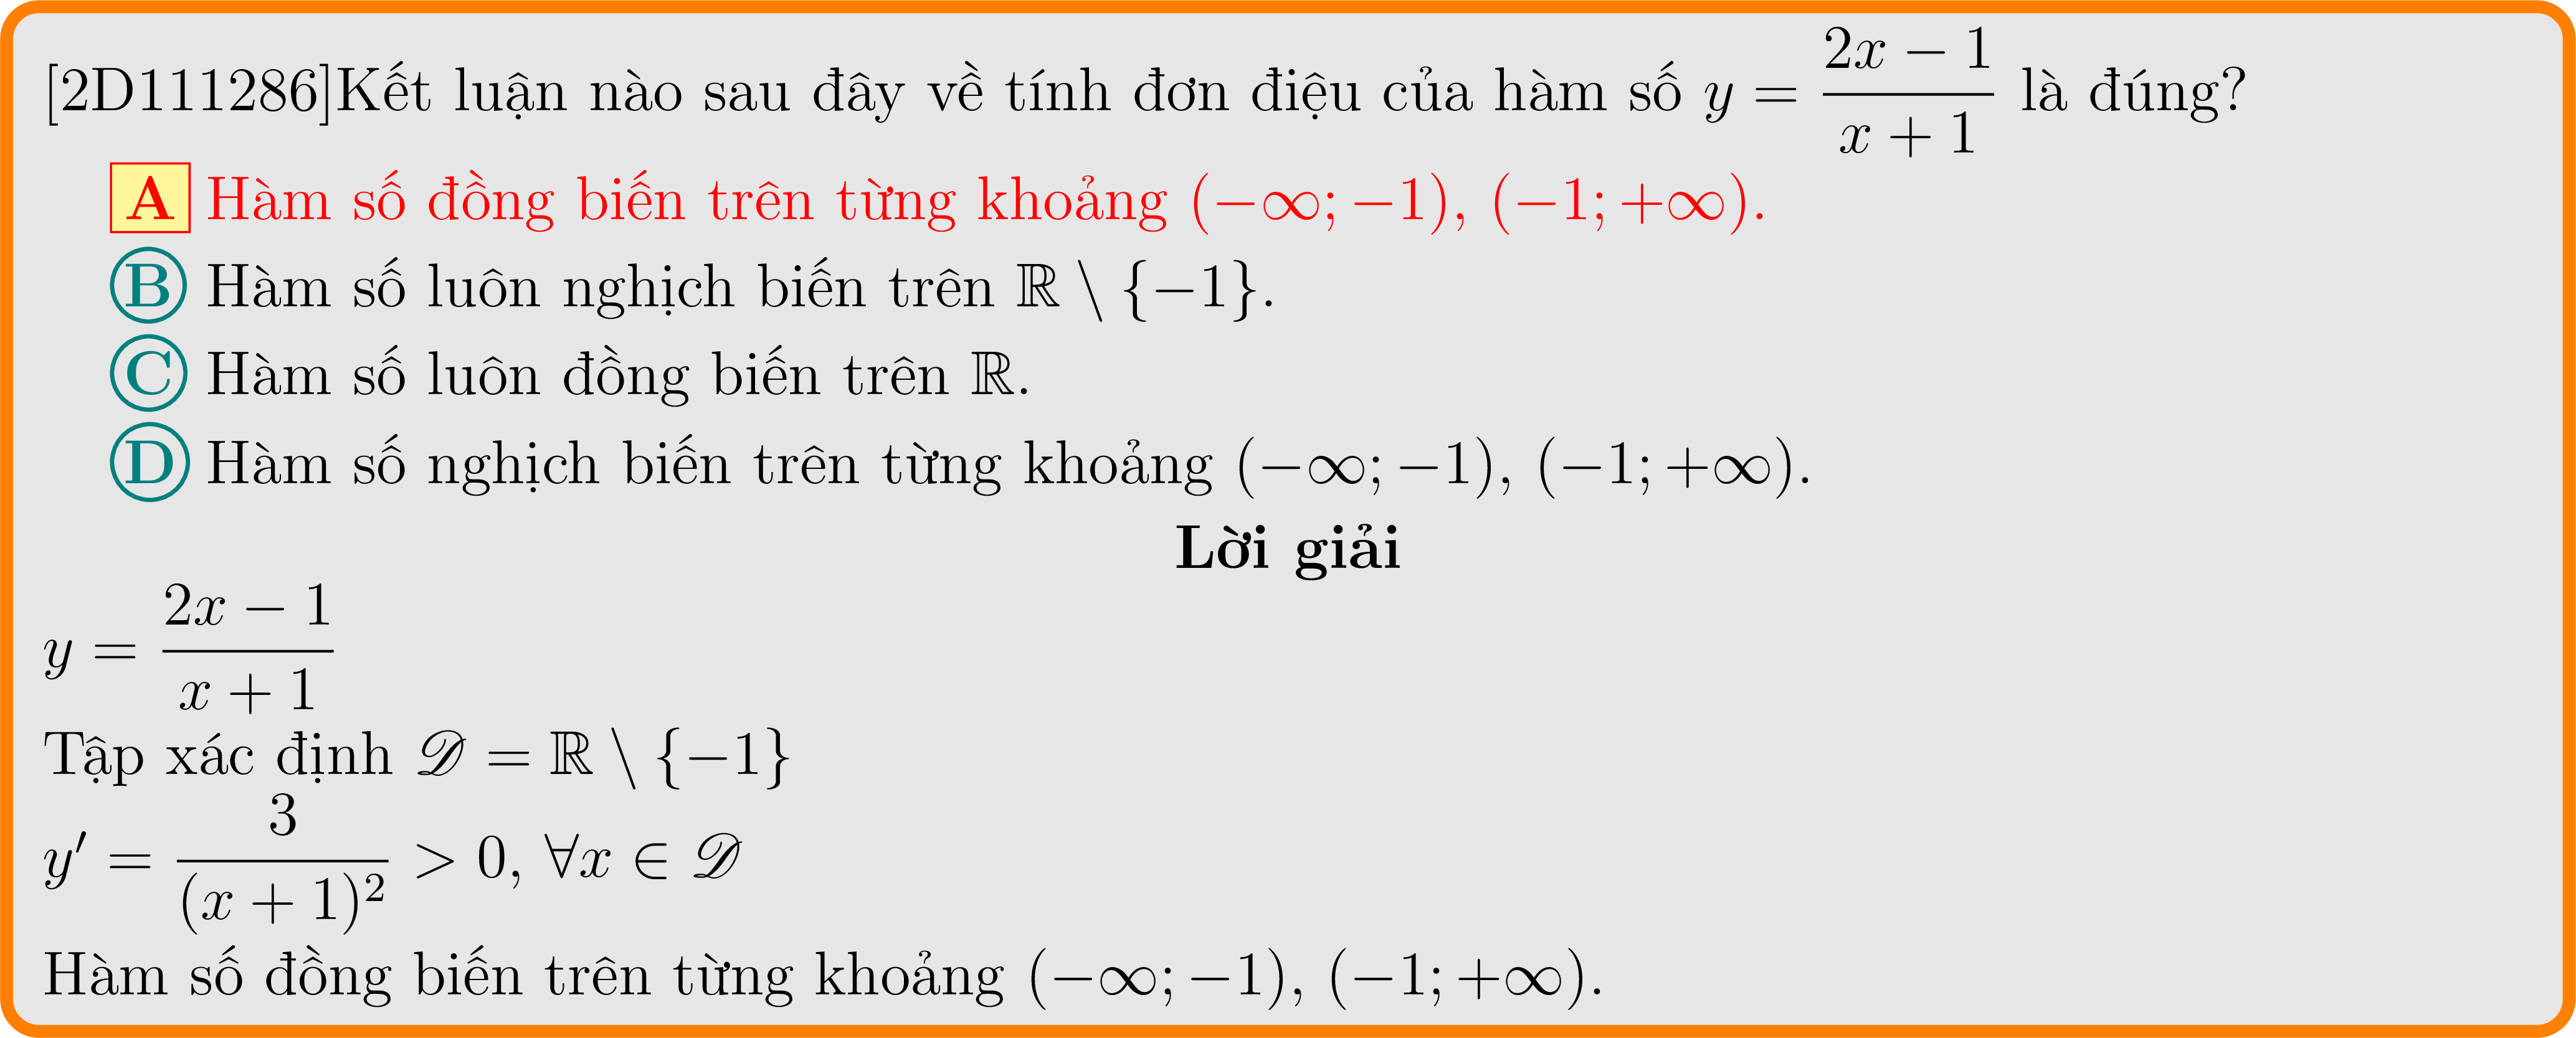 [2D111286]Kết luận nào sau đây về tính đơn điệu của hàm số $y = \dfrac{2x-1}{x+1}$ là đúng?
A Hàm số đồng biến trên từng khoảng $(-\infty; -1)$, $(-1; +\infty)$.
B Hàm số luôn nghịch biến trên $\mathbb{R} \setminus \{-1\}$.
C Hàm số luôn đồng biến trên $\mathbb{R}$.
D Hàm số nghịch biến trên từng khoảng $(-\infty; -1)$, $(-1; +\infty)$.
Lời giải
$y = \dfrac{2x-1}{x+1}$
Tập xác định $\mathscr{D} = \mathbb{R} \setminus \{-1\}$
$y' = \dfrac{3}{(x+1)^2} > 0, \forall x \in \mathscr{D}$
Hàm số đồng biến trên từng khoảng $(-\infty; -1)$, $(-1; +\infty)$.